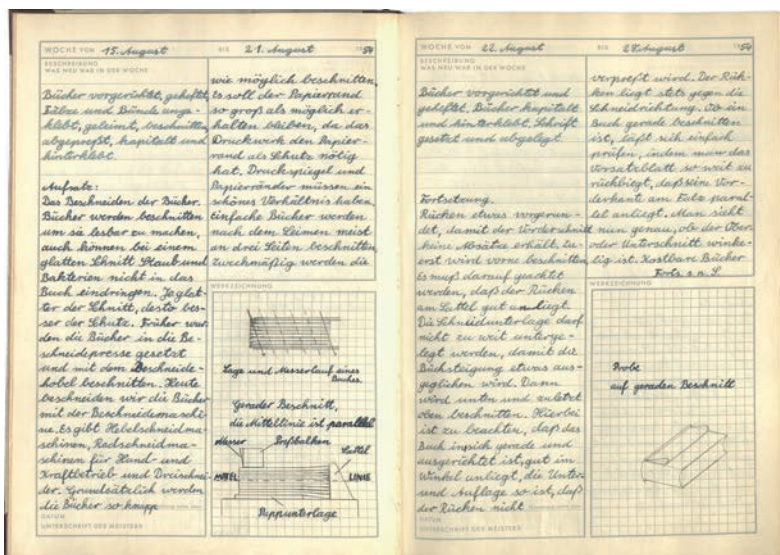 WOCHE VON 15. August BIS 21. August 1954
BESCHREIBUNG
WAS NEU WAR IN DER WOCHE
Bücher vorgerichtet, geheftet,
Fälze und Bünde ange-
klebt, geleimt, beschnitten,
abgepreßt, kapitalt und
hinterklebt.
Aufsatz:
Das Beschneiden der Bücher.
Bücher werden beschnitten
um sie lesbar zu machen,
auch können bei einem
glatten Schnitt Staub und
Bakterien nicht in das
Buch eindringen. Je glat-
ter der Schnitt, desto bes-
ser der Schutz. Früher wur-
den die Bücher in die Be-
schneidepresse gesetzt
und mit dem Beschneide-
hobel beschnitten. Heute
beschneiden wir die Bücher
mit der Beschneidemaschi-
ne. Es gibt Hebelschneidma-
schinen, Radschneidma-
schinen für Hand- und
Kraftbetrieb und Dreischnei-
der. Grundsätzlich werden
die Bücher so knapp
DATUM
UNTERSCHRIFT DES MEISTERS
wie möglich beschnitten,
Es soll der Papierrand
so groß als möglich er-
halten bleiben, da das
Druckwerk den Papier-
rand als Schutz nötig
hat. Druckspiegel und
Papierränder müssen ein
schönes Verhältnis haben.
Einfache Bücher werden
nach dem Leimen meist
an drei Seiten beschnitten,
Zweckmäßig werden die
WERKZEICHNUNG
Lage und Messerlauf eines
Buches.
Gerader Beschnitt,
die Mittellinie ist parallel
Messer Preßbalken
Sattel
MITTEL LINIE
Pappunterlage
WOCHE VON 22. August BIS 27. August 1954
BESCHREIBUNG
WAS NEU WAR IN DER WOCHE
Bücher vorgerichtet und
geheftet. Bücher kapitalt
und hinterklebt. Schrift
gesetzt und abgelegt.
Fortsetzung.
Rücken etwas vorgerun-
det, damit der Vorderschnitt
keine Absätze erhält. Zu-
erst wird vorne beschnitten,
Es muß darauf geachtet
werden, daß der Rücken
am Sattel gut anliegt.
Die Schneidunterlage darf
nicht zu weit unterge-
legt werden, damit die
Buchsteigung etwas aus-
geglichen wird. Dann
wird unten und zuletzt
oben beschnitten. Hierbei
ist zu beachten, daß das
Buch in sich gerade und
ausgerichtet ist, gut im
Winkel anliegt, die Unter-
und Auflage so ist, daß
der Rücken nicht
DATUM
UNTERSCHRIFT DES MEISTERS
verpreßt wird. Der Rük-
ken liegt stets gegen die
Schneidrichtung. Ob ein
Buch gerade beschnitten
ist, läßt sich einfach
prüfen, indem man das
Vorsatzblatt so weit zu-
rückbiegt, daß seine Vor-
derkante am Falz paral-
lel anliegt. Man sieht
nun genau, ob der Ober-
oder Unterschnitt winke-
lig ist. Kostbare Bücher
Forts. s. n. S.
WERKZEICHNUNG
Probe
auf geraden Beschnitt